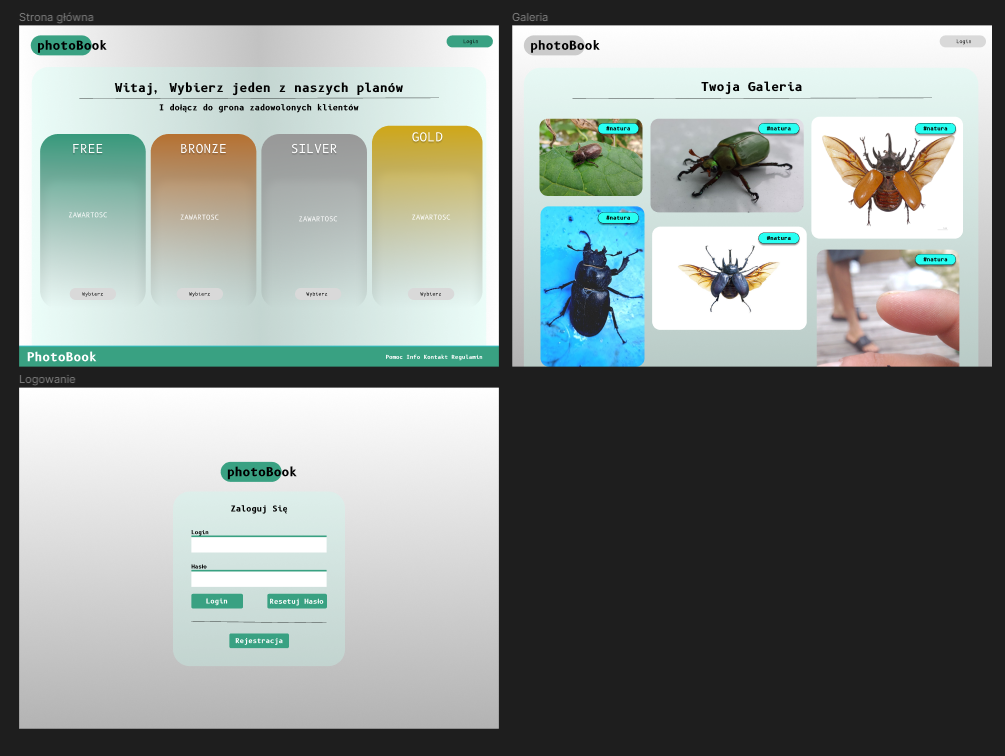 Strona główna
photoBook
Login
Witaj, Wybierz jeden z naszych planów
I dołącz do grona zadowolonych klientów
FREE
BRONZE
SILVER
GOLD
ZAWARTOSC
ZAWARTOSC
ZAWARTOSC
ZAWARTOSC
Wybierz
Wybierz
Wybierz
Wybierz
PhotoBook
Pomoc Info Kontakt Regulamin
Galeria
photoBook
Login
Twoja Galeria
#natura
#natura
#natura
#natura
#natura
#natura
Logowanie
photoBook
Zaloguj Się
Login
Hasło
Login
Resetuj Hasło
Rejestracja